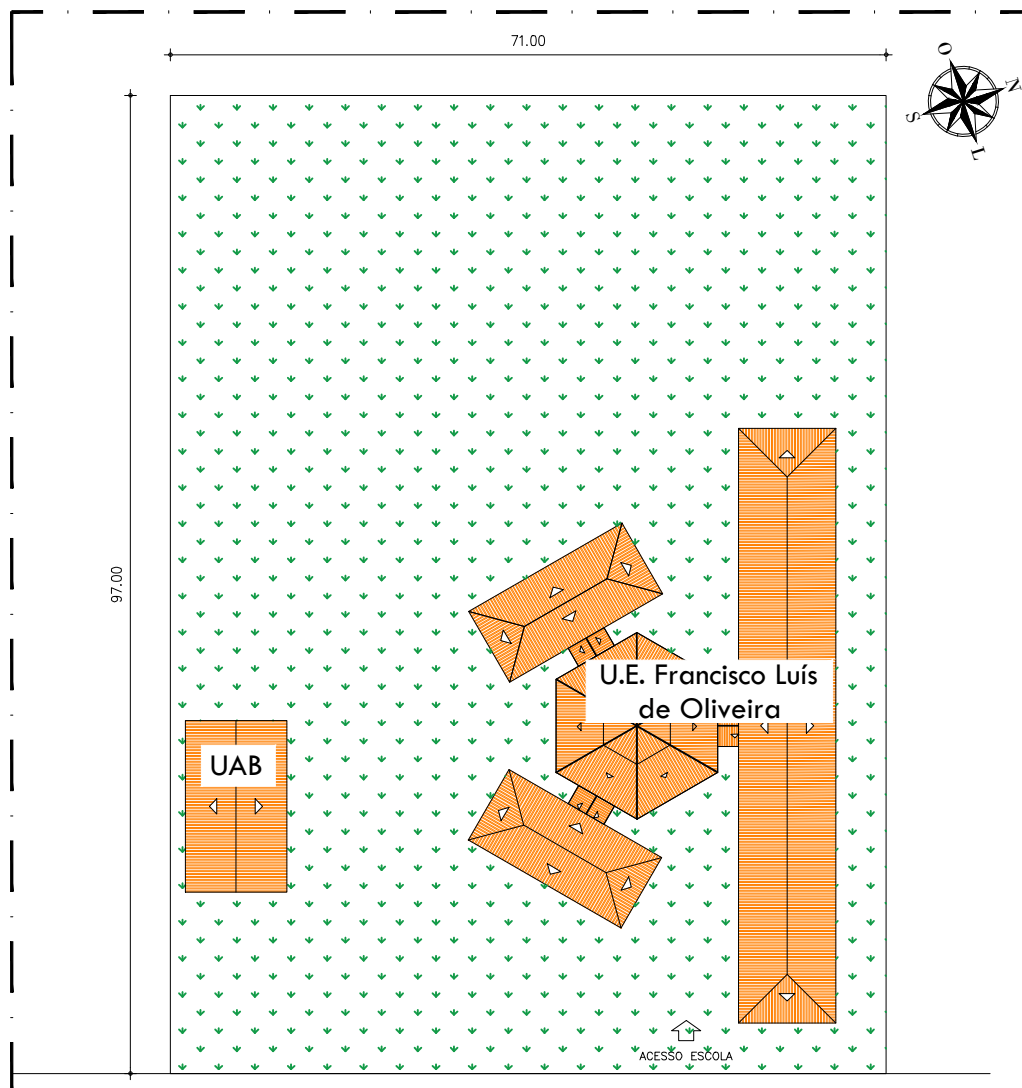 71.00
O
N
S
L
97.00
U.E. Francisco Luís
de Oliveira
UAB
ACESSO ESCOLA